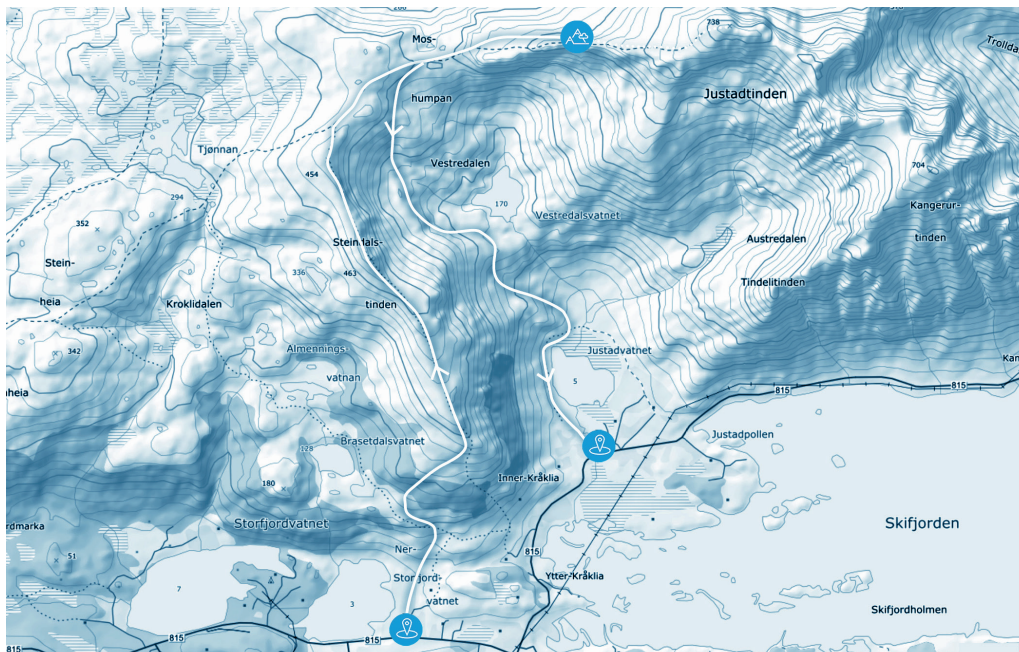 738
Mos-
Trollda
Justadtinden
humpan
Tjønnan
Vestredalen
454
704
294
170
Vestredalsvatnet
Kangerur-
352
tinden
Steindals-
Austredalen
Stein-
336
463
Tindelitinden
heia
Kroklidalen
tinden
Almennings-
Justadvatnet
342
vatnan
5
Kan
nheia
815
815
Brasetdalsvatnet
Justadpollen
128
180
Inner-Kråklia
Storfjordvatnet
Skifjorden
rdmarka
Ner-
815
51
Storfjord-
Ytter-Kråklia
7
3
vatnet
Skifjordholmen
815
815